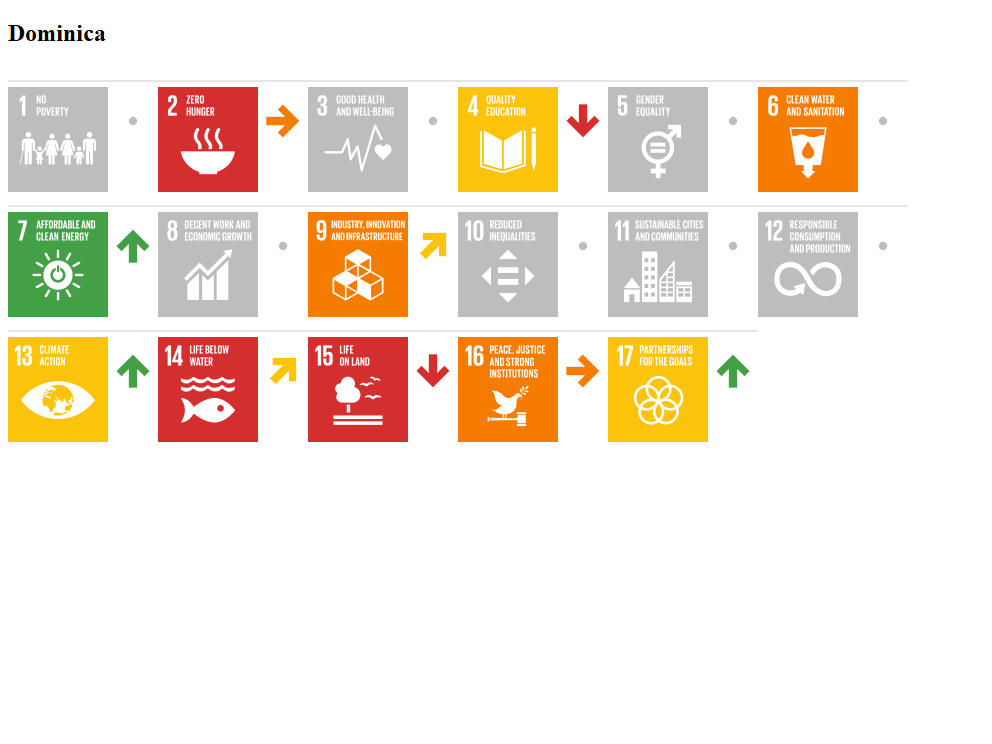 Dominica
1 NO
POVERTY
2 ZERO
HUNGER
3 GOOD HEALTH
AND WELL-BEING
4 QUALITY
EDUCATION
5 GENDER
EQUALITY
6 CLEAN WATER
AND SANITATION
7 AFFORDABLE AND
CLEAN ENERGY
8 DECENT WORK AND
ECONOMIC GROWTH
9 INDUSTRY, INNOVATION
AND INFRASTRUCTURE
10 REDUCED
INEQUALITIES
11 SUSTAINABLE CITIES
AND COMMUNITIES
12 RESPONSIBLE
CONSUMPTION
AND PRODUCTION
13 CLIMATE
ACTION
14 LIFE BELOW
WATER
15 LIFE
ON LAND
16 PEACE, JUSTICE
AND STRONG
INSTITUTIONS
17 PARTNERSHIPS
FOR THE GOALS